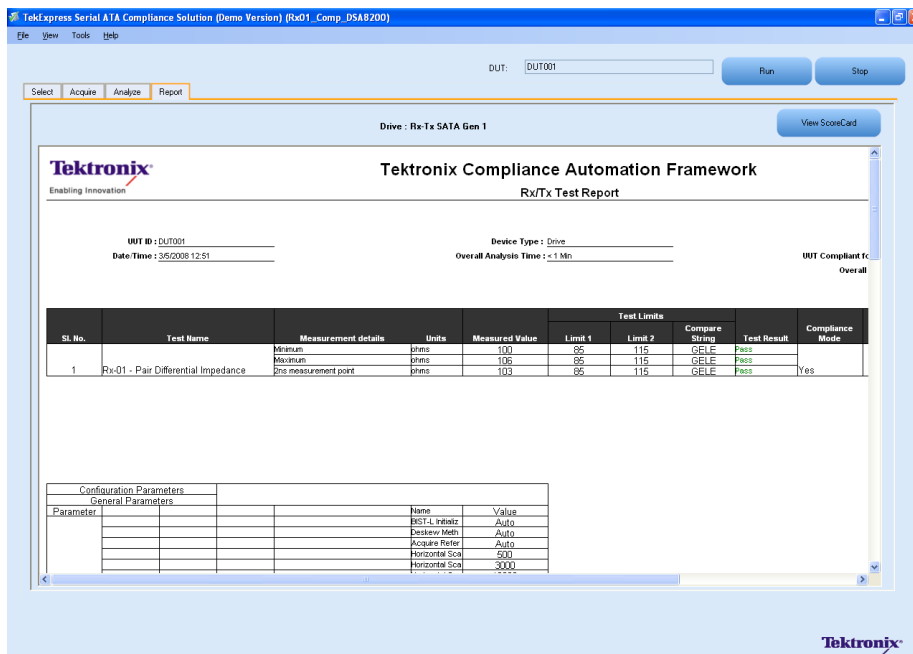 TekExpress Serial ATA Compliance Solution (Demo Version) (Rx01_Comp_DSA8200)
File View Tools Help
DUT: DUT001 Run Stop
Select Acquire Analyze Report
Drive : Rx-Tx SATA Gen 1 View ScoreCard
Tektronix
Enabling Innovation
Tektronix Compliance Automation Framework
Rx/Tx Test Report
UUT ID : DUT001 Device Type : Drive
Date/Time : 3/5/2008 12:51 Overall Analysis Time : < 1 Min UUT Compliant fo
Overall
Test Limits
Sl. No. Test Name Measurement details Units Measured Value Limit 1 Limit 2 Compare String Test Result Compliance Mode
Minimum ohms 100 85 115 GELE Pass
Maximum ohms 106 85 115 GELE Pass
1 Rx-01 - Pair Differential Impedance 2ns measurement point ohms 103 85 115 GELE Pass Yes
Configuration Parameters
General Parameters
Parameter Name Value
BIST-L Initializ Auto
Deskew Meth Auto
Acquire Refer Auto
Horizontal Sca 500
Horizontal Sca 3000
Tektronix